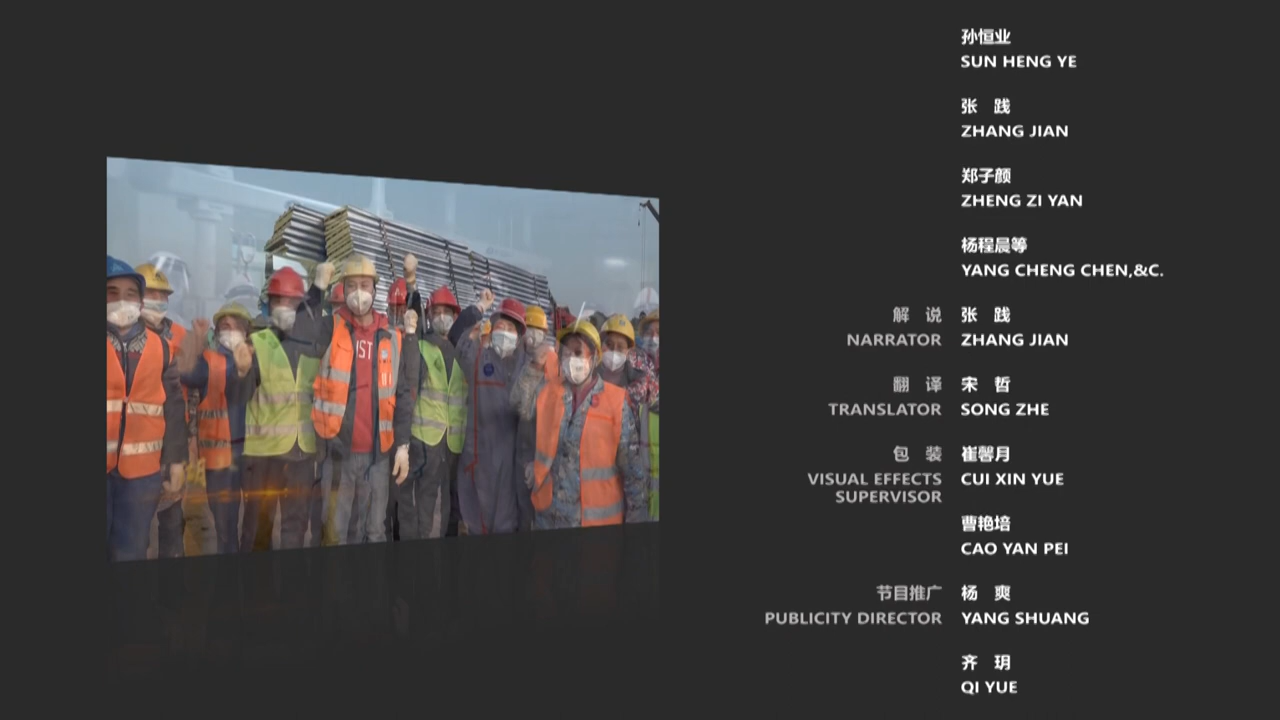 孙恒业
SUN HENG YE
张 践
ZHANG JIAN
郑子颜
ZHENG ZI YAN
杨程晨等
YANG CHENG CHEN,&C.
解 说 张 践
NARRATOR ZHANG JIAN
翻 译 宋 哲
TRANSLATOR SONG ZHE
包 装 崔馨月
VISUAL EFFECTS CUI XIN YUE
SUPERVISOR
曹艳培
CAO YAN PEI
节目推广 杨 爽
PUBLICITY DIRECTOR YANG SHUANG
齐 玥
QI YUE